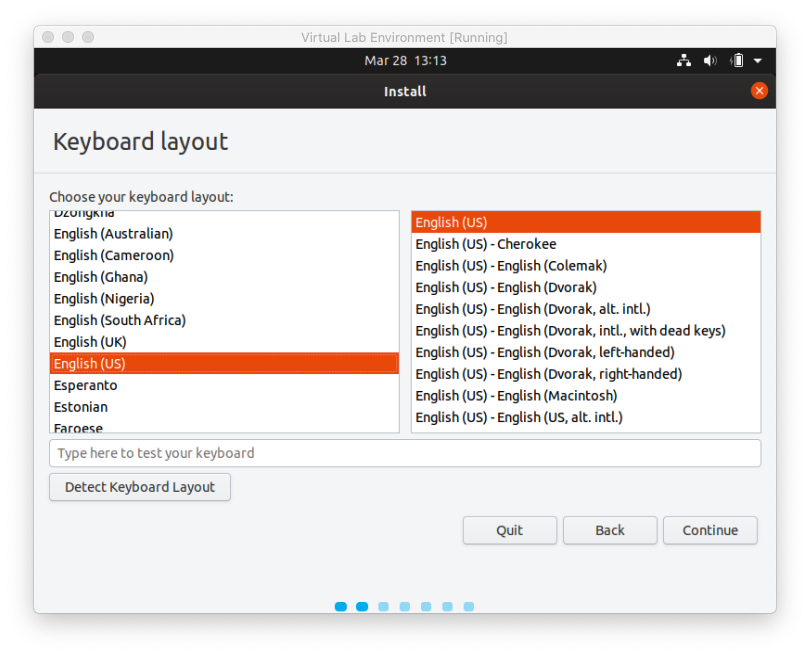 Virtual Lab Environment [Running]
Mar 28 13:13
Install
Keyboard layout
Choose your keyboard layout:
Dzongkha
English (Australian)
English (Cameroon)
English (Ghana)
English (Nigeria)
English (South Africa)
English (UK)
English (US)
Esperanto
Estonian
Faroese
English (US)
English (US) - Cherokee
English (US) - English (Colemak)
English (US) - English (Dvorak)
English (US) - English (Dvorak, alt. intl.)
English (US) - English (Dvorak, intl., with dead keys)
English (US) - English (Dvorak, left-handed)
English (US) - English (Dvorak, right-handed)
English (US) - English (Macintosh)
English (US) - English (US, alt. intl.)
Type here to test your keyboard
Detect Keyboard Layout
Quit Back Continue